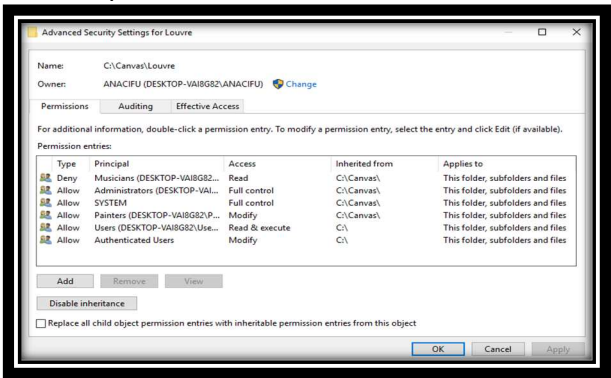 Advanced Security Settings for Louvre
Name: C:\Canvas\Louvre
Owner: ANACIFU (DESKTOP-VAI8G82\ANACIFU) Change
Permissions Auditing Effective Access
For additional information, double-click a permission entry. To modify a permission entry, select the entry and click Edit (if available).
Permission entries:
Type Principal Access Inherited from Applies to
Deny Musicians (DESKTOP-VAI8G82... Read C:\Canvas\ This folder, subfolders and files
Allow Administrators (DESKTOP-VAI... Full control C:\Canvas\ This folder, subfolders and files
Allow SYSTEM Full control C:\Canvas\ This folder, subfolders and files
Allow Painters (DESKTOP-VAI8G82\P... Modify C:\Canvas\ This folder, subfolders and files
Allow Users (DESKTOP-VAI8G82\Use... Read & execute C:\ This folder, subfolders and files
Allow Authenticated Users Modify C:\ This folder, subfolders and files
Add Remove View
Disable inheritance
Replace all child object permission entries with inheritable permission entries from this object
OK Cancel Apply